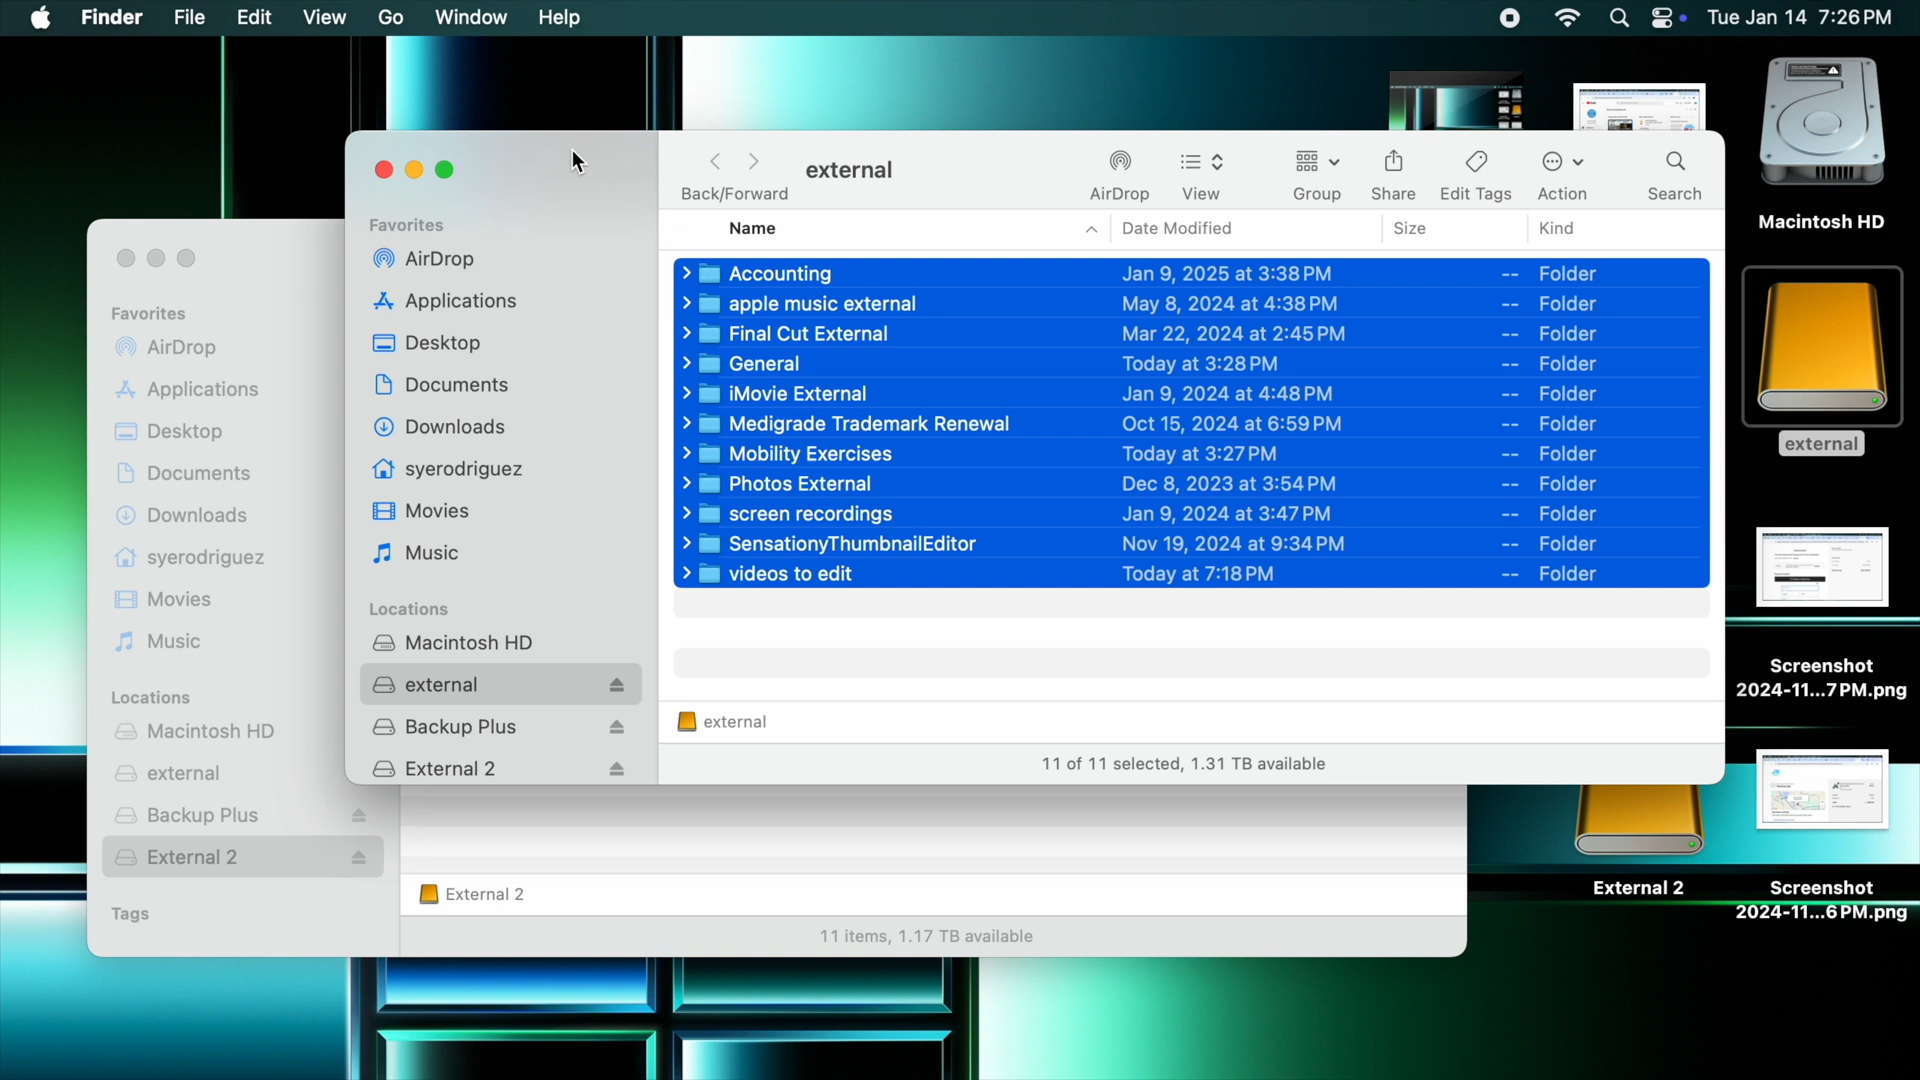 Finder File Edit View Go Window Help Tue Jan 14 7:26 PM
external
Back/Forward AirDrop View Group Share Edit Tags Action Search
Favorites
AirDrop
Applications
Desktop
Documents
Downloads
syerodriguez
Movies
Music
Locations
Macintosh HD
external
Backup Plus
External 2
Name Date Modified Size Kind
Accounting Jan 9, 2025 at 3:38 PM -- Folder
apple music external May 8, 2024 at 4:38 PM -- Folder
Final Cut External Mar 22, 2024 at 2:45 PM -- Folder
General Today at 3:28 PM -- Folder
iMovie External Jan 9, 2024 at 4:48 PM -- Folder
Medigrade Trademark Renewal Oct 15, 2024 at 6:59 PM -- Folder
Mobility Exercises Today at 3:27 PM -- Folder
Photos External Dec 8, 2023 at 3:54 PM -- Folder
screen recordings Jan 9, 2024 at 3:47 PM -- Folder
SensationyThumbnailEditor Nov 19, 2024 at 9:34 PM -- Folder
videos to edit Today at 7:18 PM -- Folder
external
11 of 11 selected, 1.31 TB available
Favorites
AirDrop
Applications
Desktop
Documents
Downloads
syerodriguez
Movies
Music
Locations
Macintosh HD
external
Backup Plus
External 2
Tags
External 2
11 items, 1.17 TB available
Macintosh HD
external
Screenshot
2024-11...7 PM.png
External 2
Screenshot
2024-11...6 PM.png